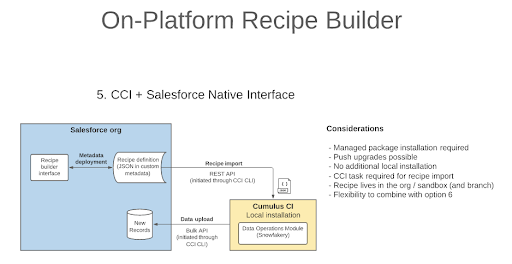 On-Platform Recipe Builder
5. CCI + Salesforce Native Interface
Salesforce org
Recipe
builder
interface
Metadata
deployment
Recipe definition
(JSON in custom
metadata)
Recipe import
REST API
(initiated through CCI CLI)
{ }
New
Records
Data upload
Bulk API
(initiated through
CCI CLI)
Cumulus CI
Local installation
Data Operations Module
(Snowfakery)
Considerations
- Managed package installation required
- Push upgrades possible
- No additional local installation
- CCI task required for recipe import
- Recipe lives in the org / sandbox (and branch)
- Flexibility to combine with option 6